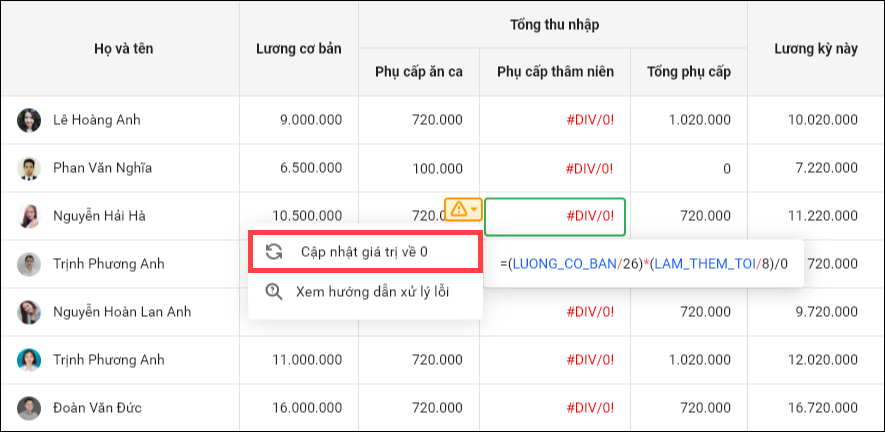 Họ và tên Lương cơ bản Tổng thu nhập Lương kỳ này
Phụ cấp ăn ca Phụ cấp thâm niên Tổng phụ cấp
Lê Hoàng Anh 9.000.000 720.000 #DIV/0! 1.020.000 10.020.000
Phan Văn Nghĩa 6.500.000 100.000 #DIV/0! 0 7.220.000
Nguyễn Hải Hà 10.500.000 720.0 #DIV/0! 720.000 11.220.000
Cập nhật giá trị về 0
Trịnh Phương Anh =(LUONG_CO_BAN/26)*(LAM_THEM_TOI/8)/0 720.000
Xem hướng dẫn xử lý lỗi
Nguyễn Hoàn Lan Anh #DIV/0! 720.000 9.720.000
Trịnh Phương Anh 11.000.000 720.000 #DIV/0! 1.020.000 12.020.000
Đoàn Văn Đức 16.000.000 720.000 #DIV/0! 720.000 16.720.000